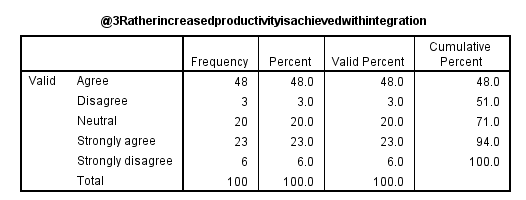 @3Ratherincreasedproductivityisachievedwithintegration
Frequency Percent Valid Percent Cumulative Percent
Valid Agree 48 48.0 48.0 48.0
Disagree 3 3.0 3.0 51.0
Neutral 20 20.0 20.0 71.0
Strongly agree 23 23.0 23.0 94.0
Strongly disagree 6 6.0 6.0 100.0
Total 100 100.0 100.0